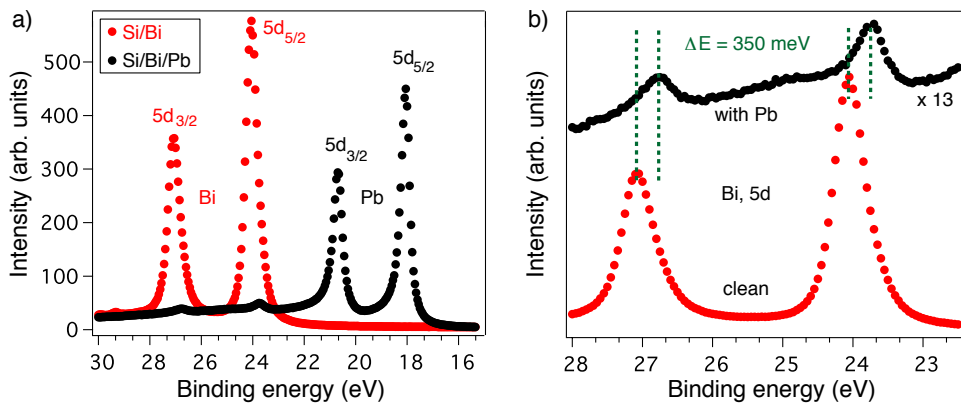 a)
Si/Bi
Si/Bi/Pb
5d5/2
5d3/2
Bi
5d5/2
5d3/2
Pb
500
400
300
200
100
0
Intensity (arb. units)
30 28 26 24 22 20 18 16
Binding energy (eV)
b)
ΔE = 350 meV
x 13
with Pb
Bi, 5d
clean
Intensity (arb. units)
28 27 26 25 24 23
Binding energy (eV)